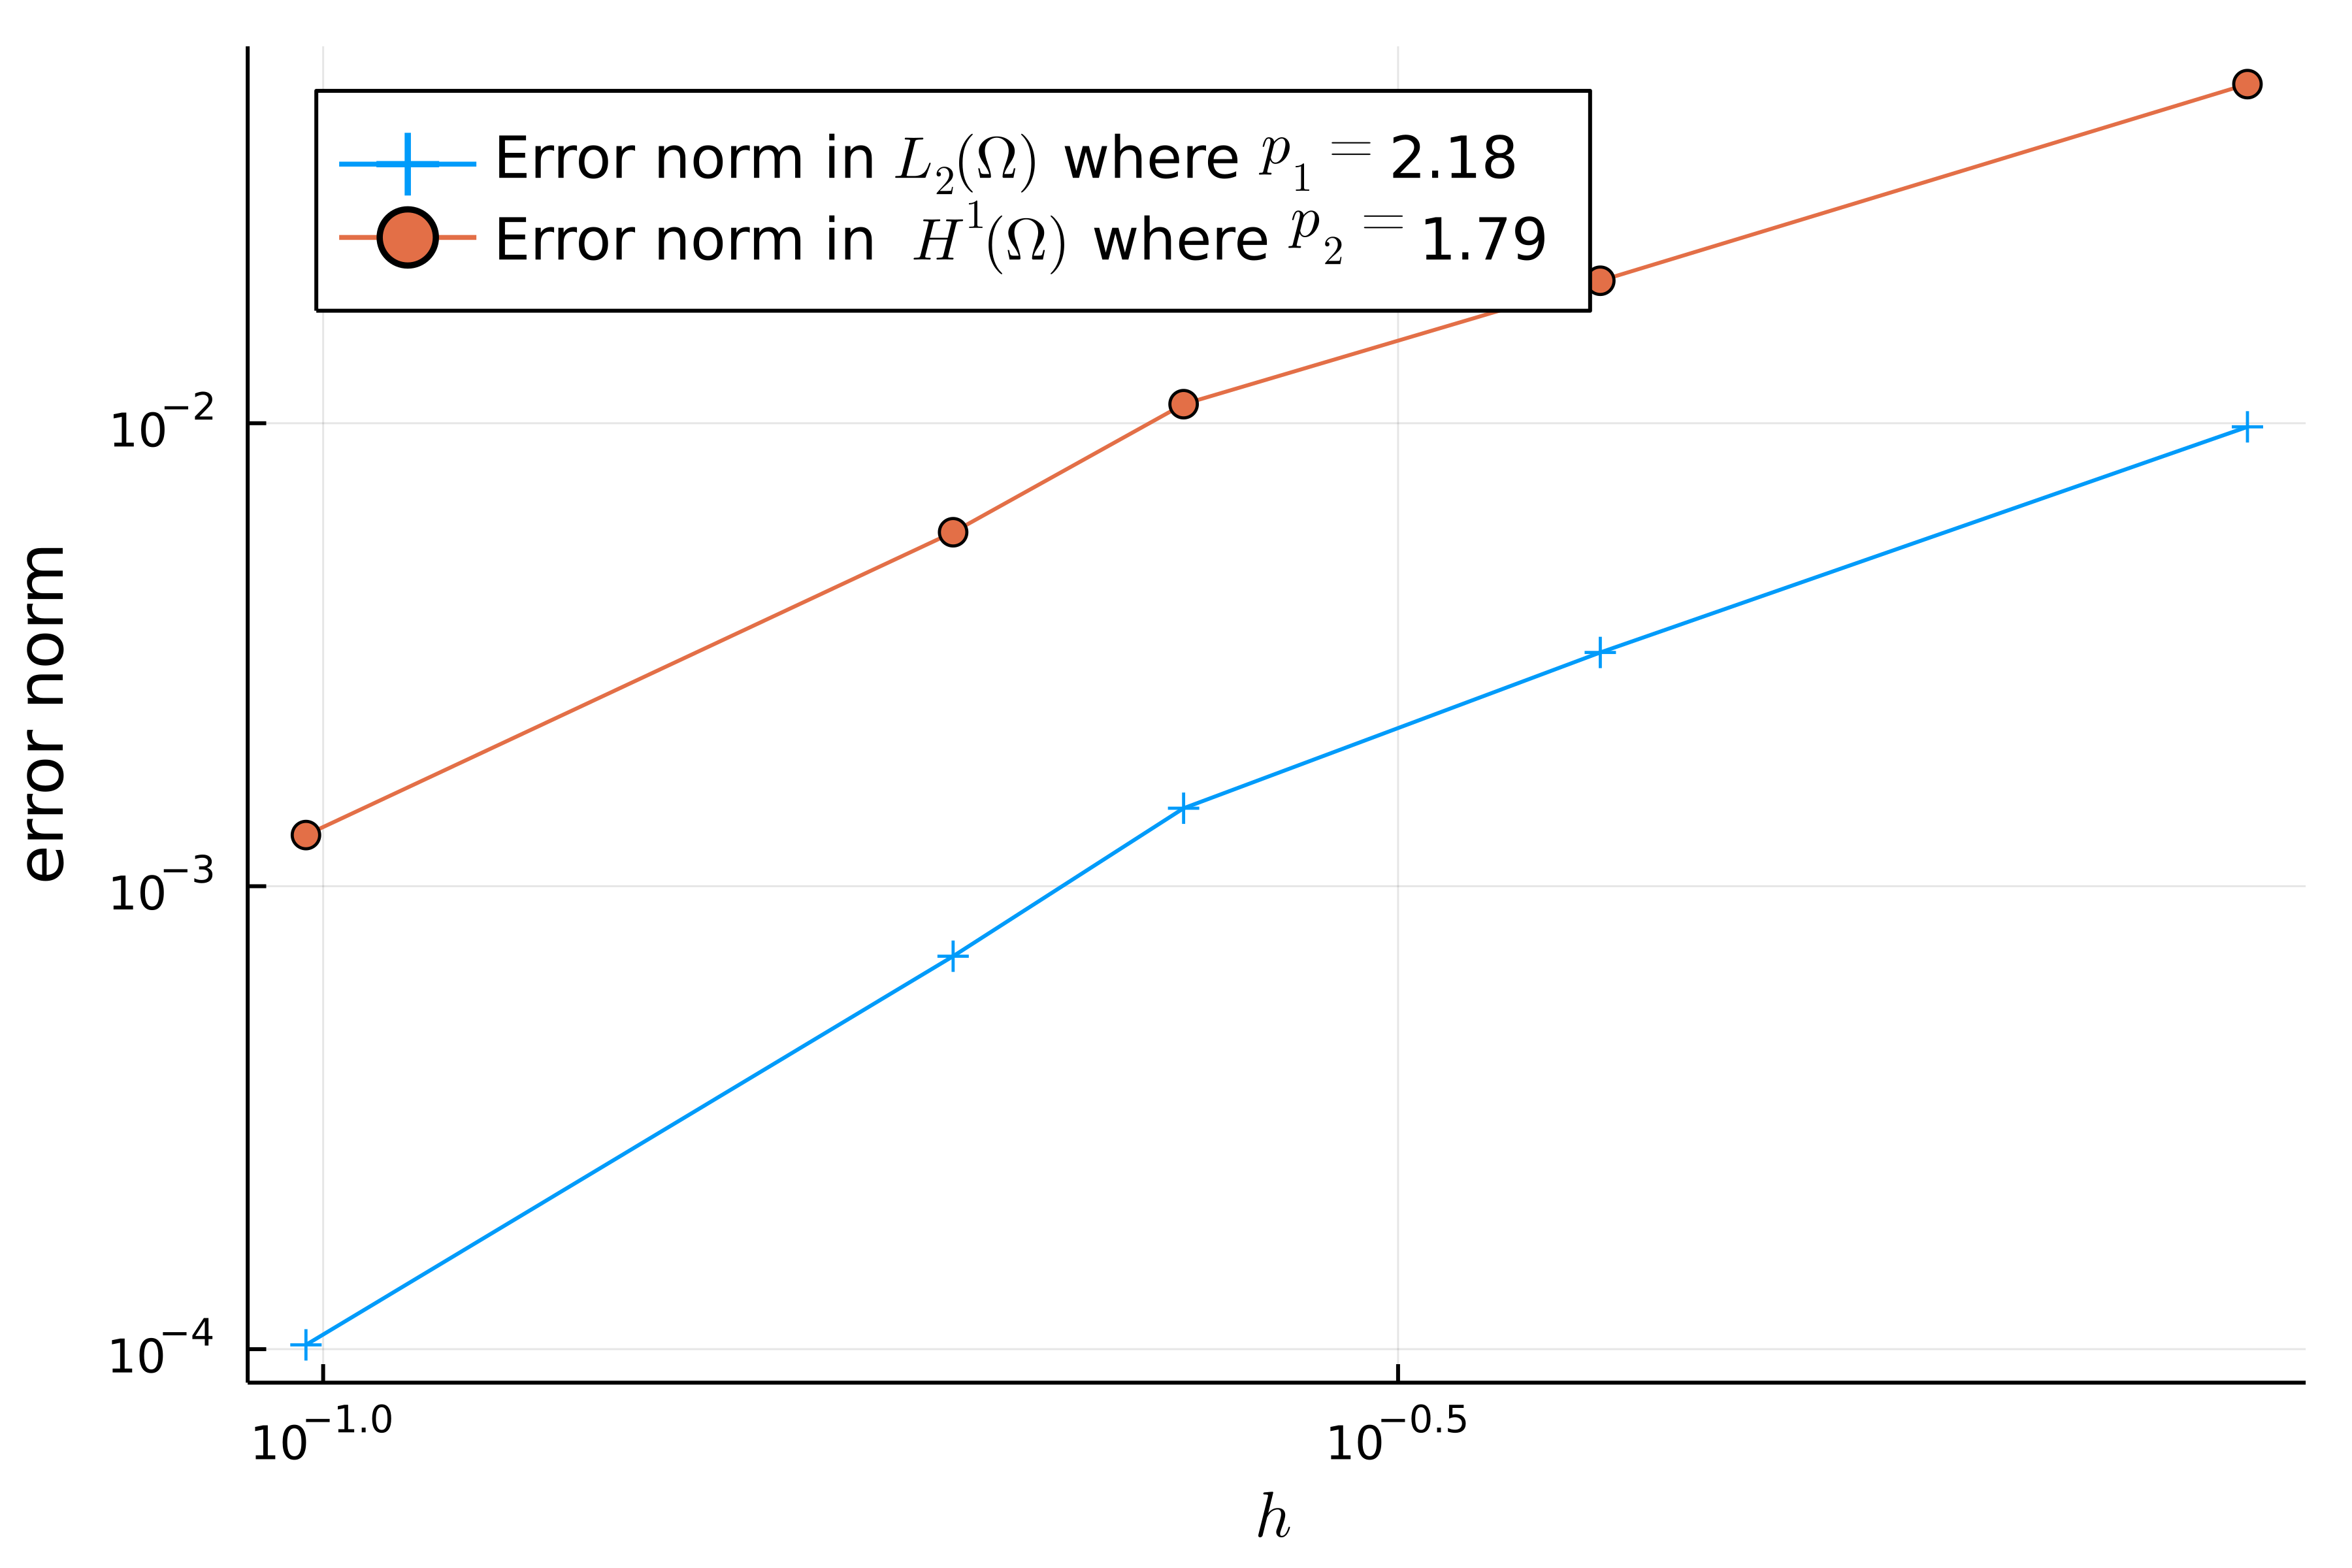 Error norm in L₂(Ω) where p₁ = 2.18
Error norm in H¹(Ω) where p₂ = 1.79
error norm
10⁻²
10⁻³
10⁻⁴
10⁻¹·⁰
10⁻⁰·⁵
h